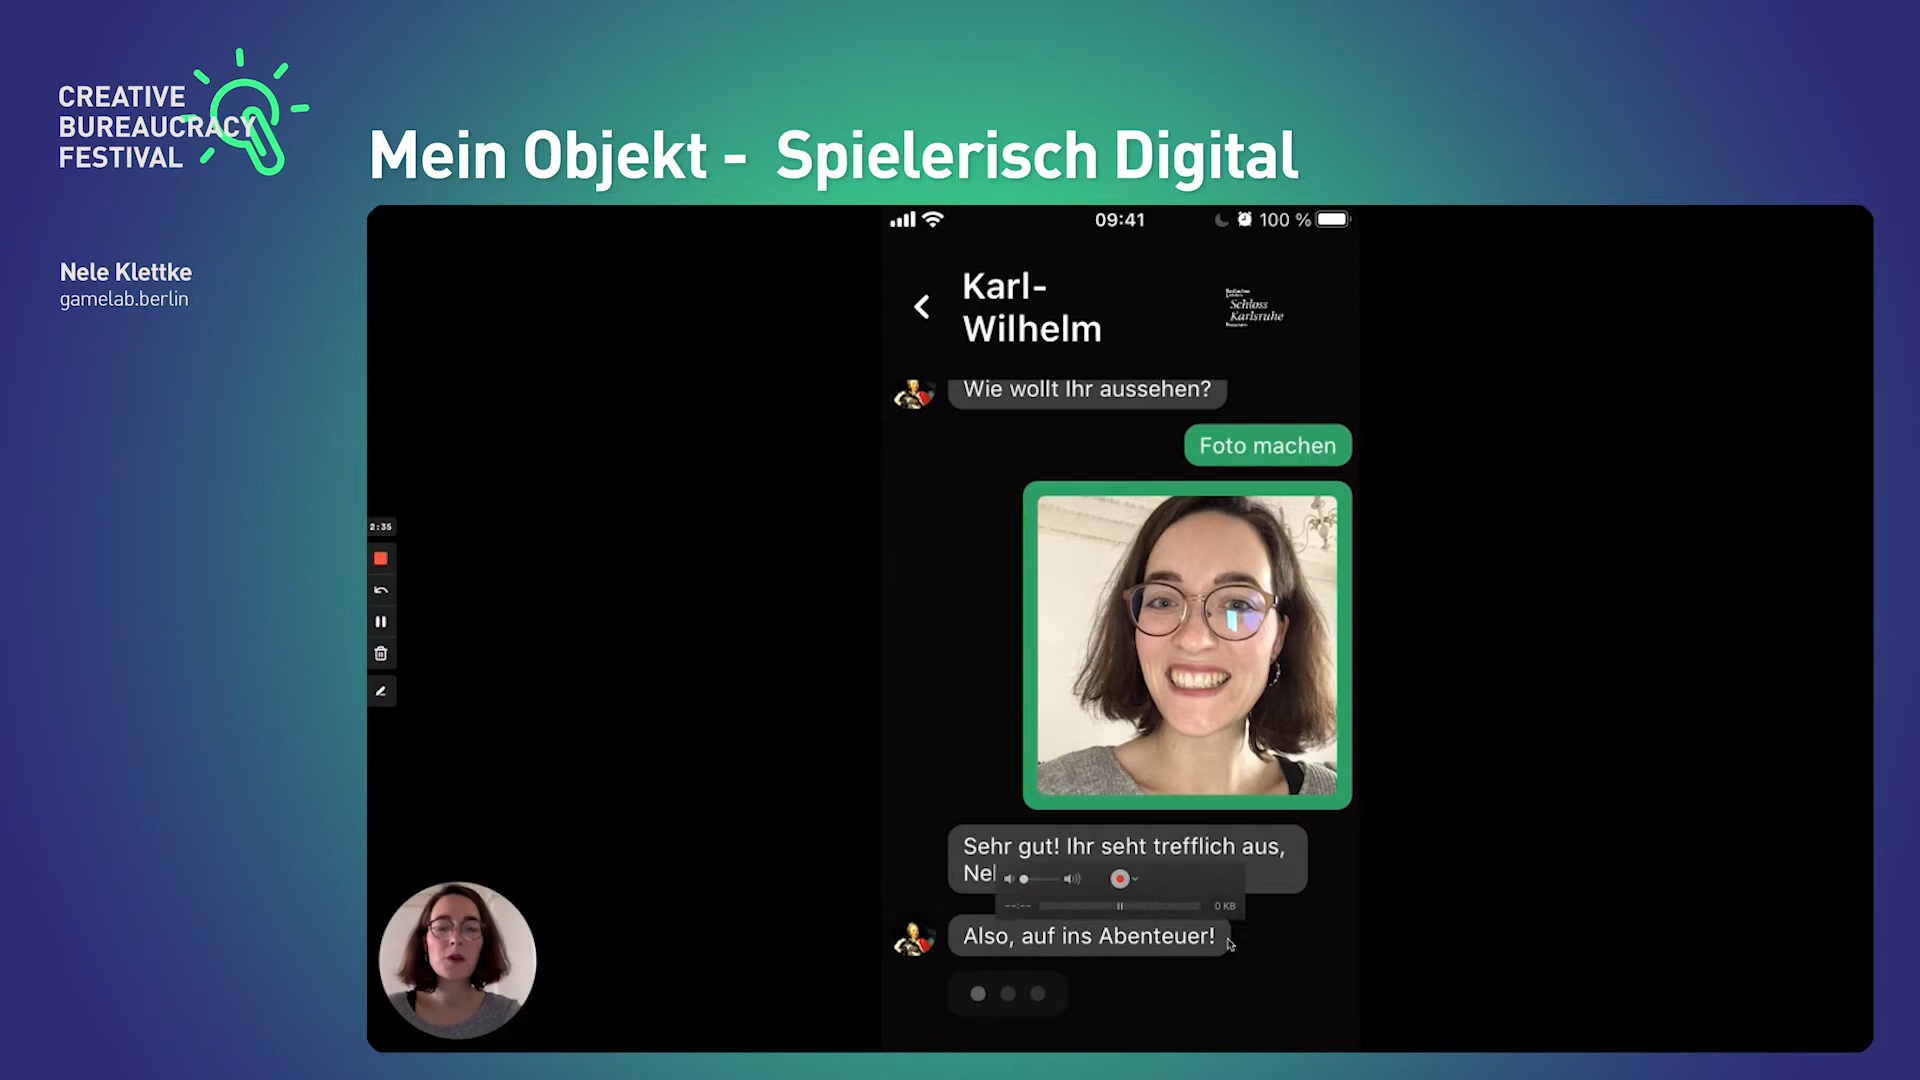 CREATIVE
BUREAUCRACY
FESTIVAL
Mein Objekt - Spielerisch Digital
Nele Klettke
gamelab.berlin
09:41
100 %
Karl-
Wilhelm
Schloss
Karlsruhe
Wie wollt Ihr aussehen?
Foto machen
2:35
Sehr gut! Ihr seht trefflich aus,
Nel
--:--
0 KB
Also, auf ins Abenteuer!